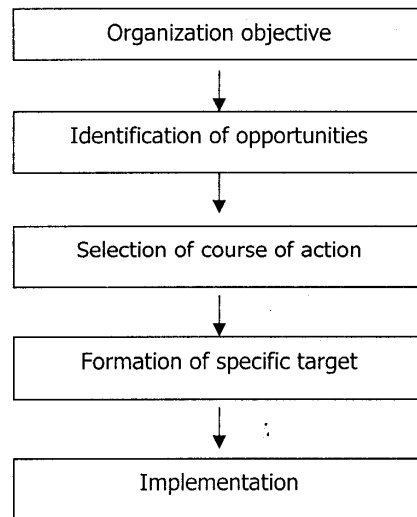 Organization objective
Identification of opportunities
Selection of course of action
Formation of specific target
Implementation